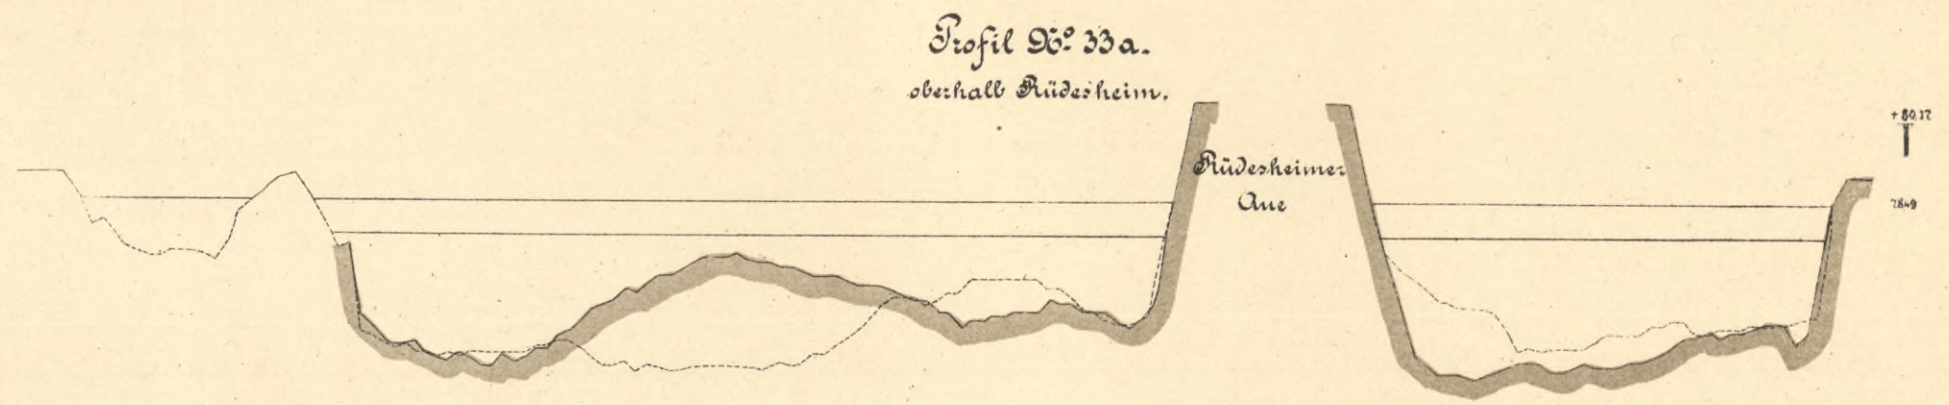 Profil No 33a.
oberhalb Rüdesheim.
Rüdesheimer
Aue
+ 80,17
78.49